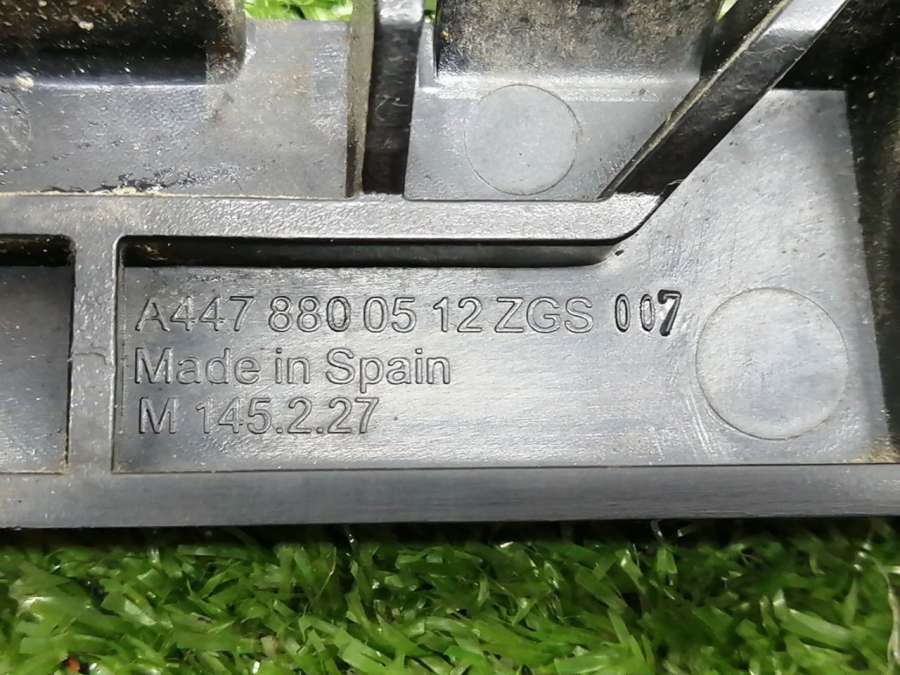 A447 880 05 12 ZGS 007
Made in Spain
M 145.2.27